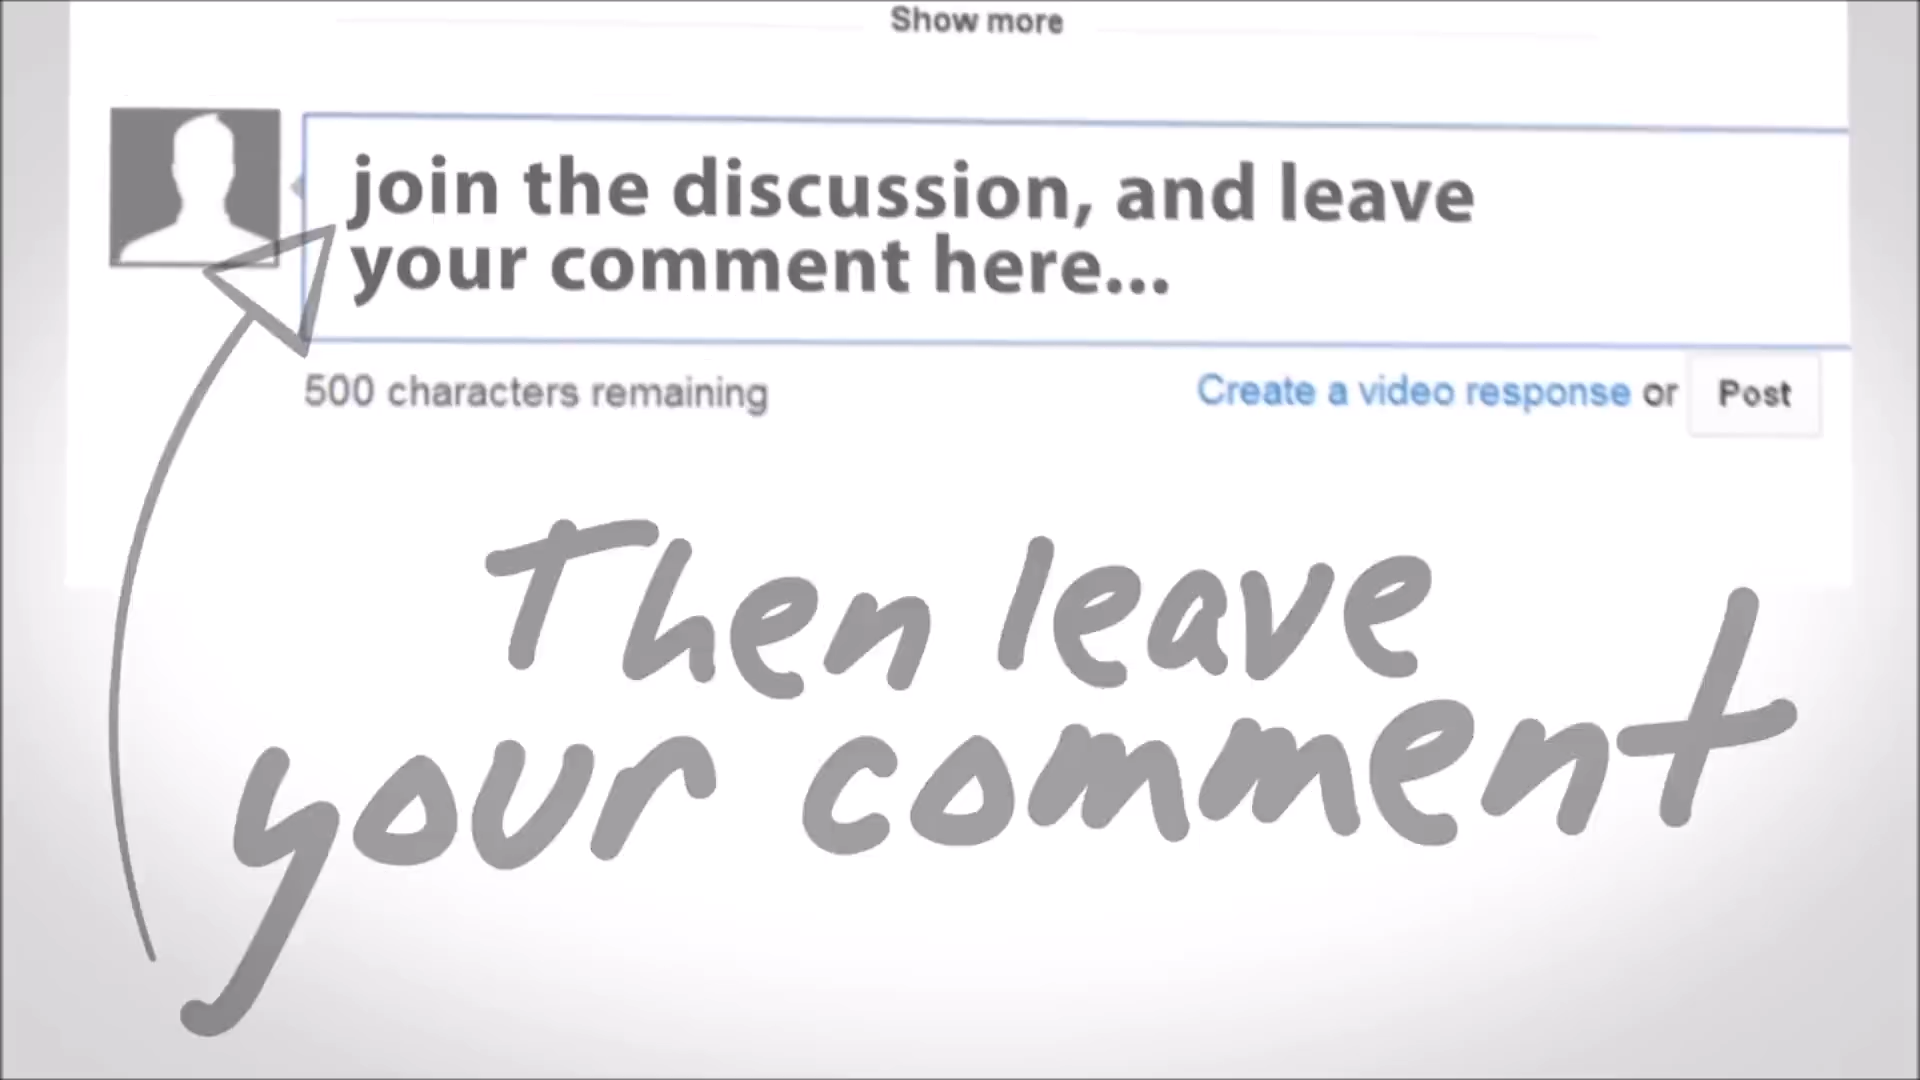 Show more
join the discussion, and leave
your comment here...
500 characters remaining
Create a video response or Post
Then leave
your comment